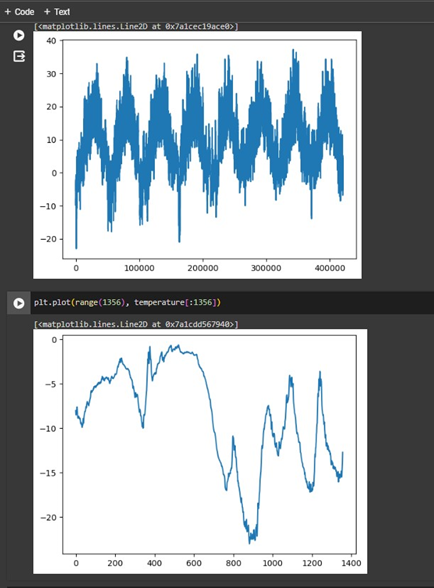 + Code + Text
[<matplotlib.lines.Line2D at 0x7a1cec19ace0>]
40
30
20
10
0
−10
−20
0 100000 200000 300000 400000
plt.plot(range(1356), temperature[:1356])
[<matplotlib.lines.Line2D at 0x7a1cdd567940>]
0
−5
−10
−15
−20
0 200 400 600 800 1000 1200 1400